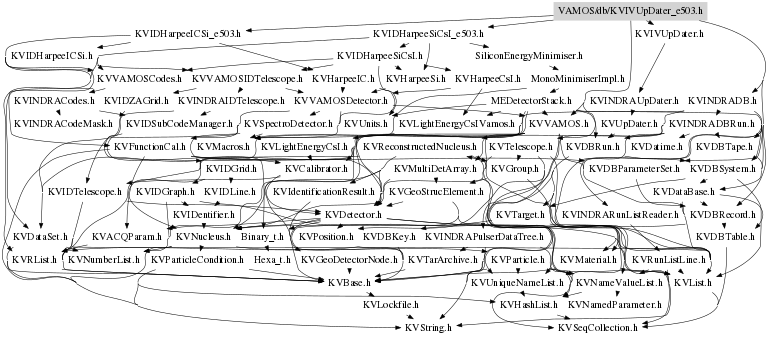 VAMOS/db/KVIVUpDater_e503.h
KVIDHarpeeICSi_e503.h KVIDHarpeeSiCsI_e503.h KVIVUpDater.h
KVIDHarpeeICSi.h KVIDHarpeeSiCsI.h SiliconEnergyMinimiser.h
KVVAMOSCodes.h KVVAMOSIDTelescope.h KVHarpeeIC.h KVHarpeeSi.h KVHarpeeCsI.h MonoMinimiserImpl.h
KVINDRACodes.h KVIDZAGrid.h KVINDRAIDTelescope.h KVVAMOSDetector.h MEDetectorStack.h KVINDRAUpDater.h KVINDRADB.h
KVINDRACodeMask.h KVIDSubCodeManager.h KVSpectroDetector.h KVUnits.h KVLightEnergyCsIVamos.h KVVAMOS.h KVUpDater.h KVINDRADBRun.h
KVFunctionCal.h KVMacros.h KVLightEnergyCsI.h KVReconstructedNucleus.h KVTelescope.h KVDBRun.h KVDatime.h KVDBTape.h
KVIDGrid.h KVCalibrator.h KVMultiDetArray.h KVGroup.h KVDBParameterSet.h KVDBSystem.h
KVIDTelescope.h KVIDGraph.h KVIDLine.h KVIdentificationResult.h KVGeoStrucElement.h KVDataBase.h
KVIDentifier.h KVDetector.h KVTarget.h KVINDRARunListReader.h KVDBRecord.h
KVDataSet.h KVACQParam.h KVNucleus.h Binary_t.h KVPosition.h KVDBKey.h KVINDRAPulserDataTree.h KVDBTable.h
KVRList.h KVNumberList.h KVParticleCondition.h Hexa_t.h KVGeoDetectorNode.h KVTarArchive.h KVParticle.h KVMaterial.h KVRunListLine.h
KVBase.h KVUniqueNameList.h KVNameValueList.h KVList.h
KVLockfile.h KVHashList.h KVNamedParameter.h
KVString.h KVSeqCollection.h